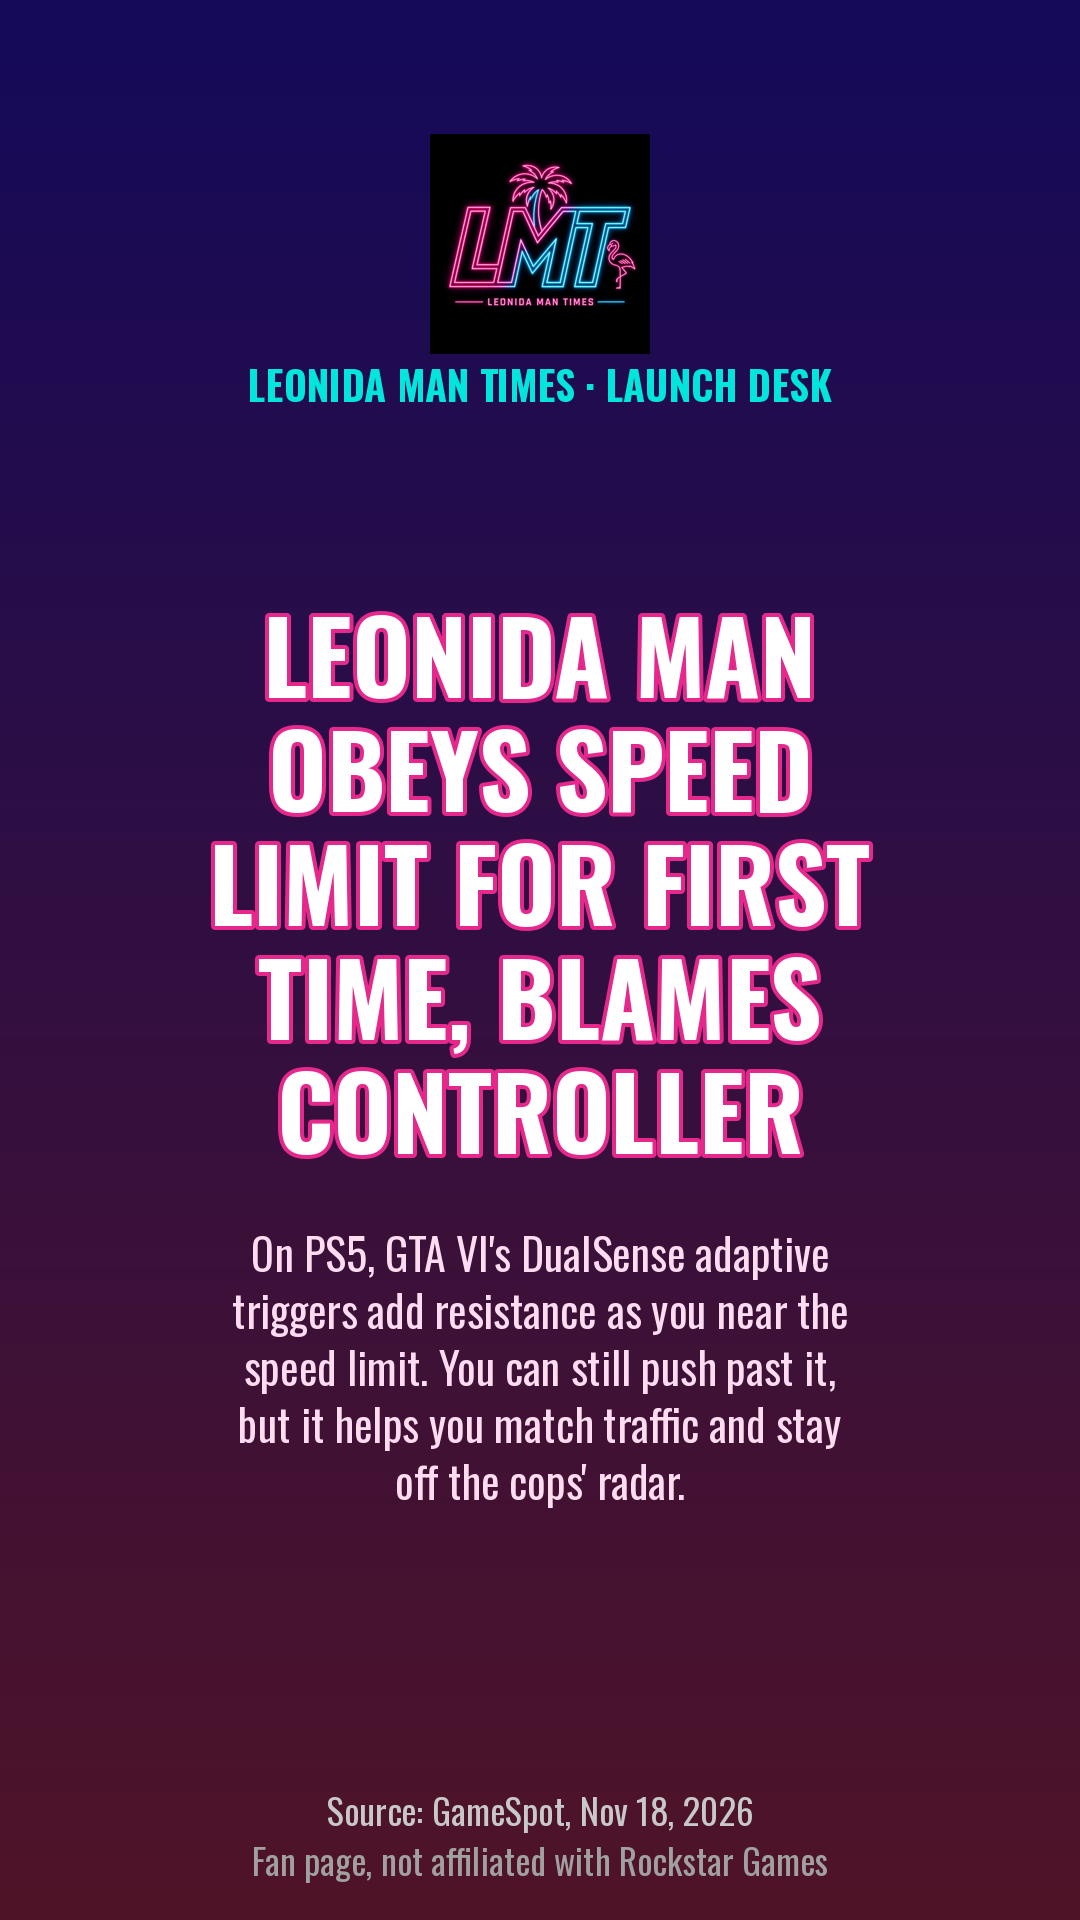 LMT
LEONIDA MAN TIMES
LEONIDA MAN TIMES · LAUNCH DESK
LEONIDA MAN
OBEYS SPEED
LIMIT FOR FIRST
TIME, BLAMES
CONTROLLER
On PS5, GTA VI's DualSense adaptive
triggers add resistance as you near the
speed limit. You can still push past it,
but it helps you match traffic and stay
off the cops' radar.
Source: GameSpot, Nov 18, 2026
Fan page, not affiliated with Rockstar Games